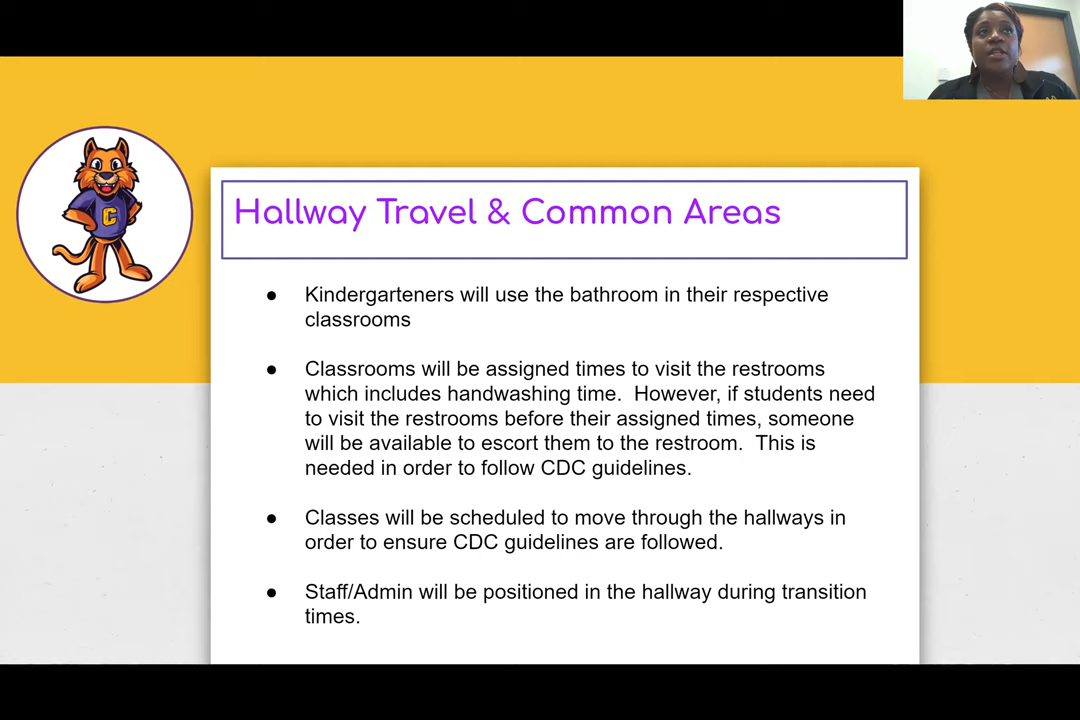 Hallway Travel & Common Areas
C
● Kindergarteners will use the bathroom in their respective
classrooms
● Classrooms will be assigned times to visit the restrooms
which includes handwashing time.  However, if students need
to visit the restrooms before their assigned times, someone
will be available to escort them to the restroom.  This is
needed in order to follow CDC guidelines.
● Classes will be scheduled to move through the hallways in
order to ensure CDC guidelines are followed.
● Staff/Admin will be positioned in the hallway during transition
times.